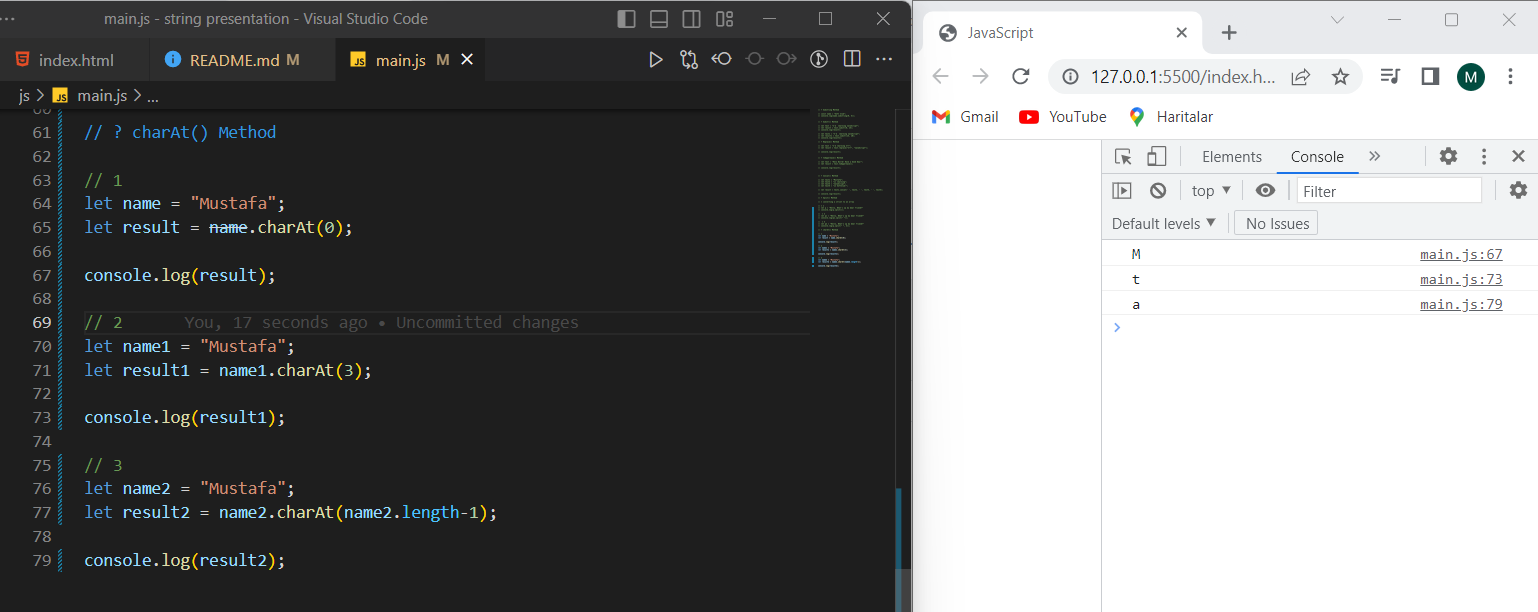 main.js - string presentation - Visual Studio Code
index.html
README.md M
JS main.js M
js > JS main.js > ...
60
61 // ? charAt() Method
62
63 // 1
64 let name = "Mustafa";
65 let result = name.charAt(0);
66
67 console.log(result);
68
69 // 2 You, 17 seconds ago • Uncommitted changes
70 let name1 = "Mustafa";
71 let result1 = name1.charAt(3);
72
73 console.log(result1);
74
75 // 3
76 let name2 = "Mustafa";
77 let result2 = name2.charAt(name2.length-1);
78
79 console.log(result2);
JavaScript
127.0.0.1:5500/index.h...
M
Gmail YouTube Haritalar
Elements Console
top Filter
Default levels No Issues
M main.js:67
t main.js:73
a main.js:79